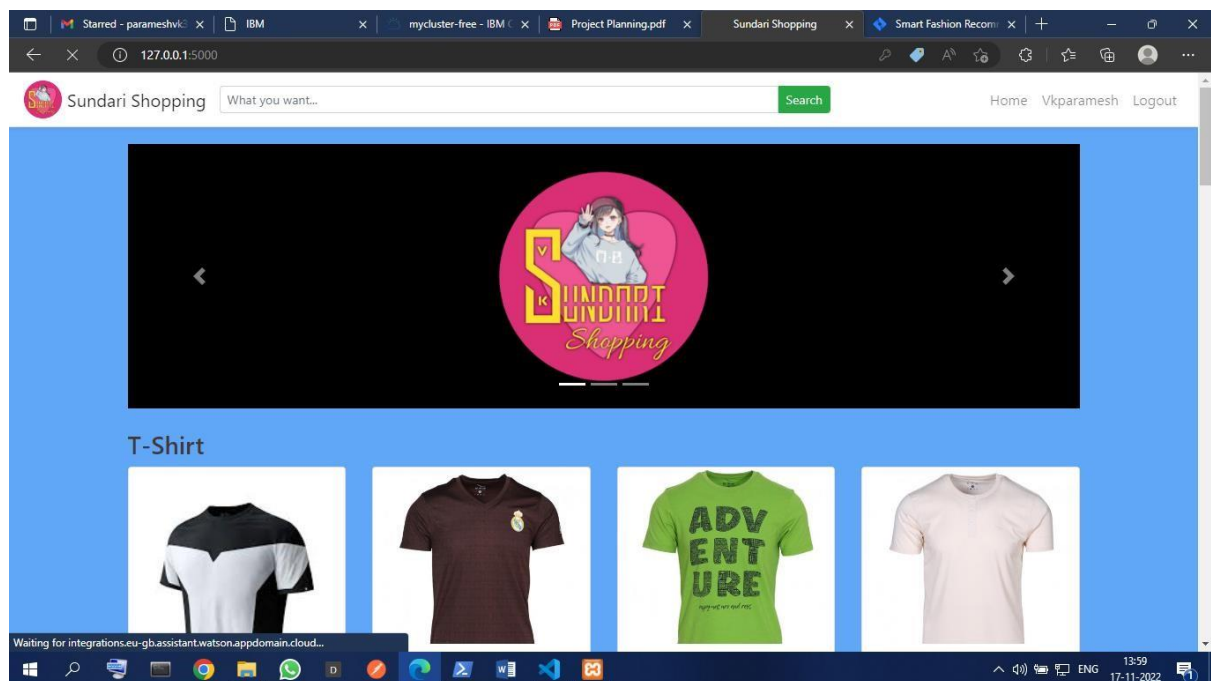 Starred - parameshvk3
IBM
mycluster-free - IBM C
Project Planning.pdf
Sundari Shopping
Smart Fashion Recom
127.0.0.1:5000
Sundari Shopping
What you want...
Search
Home Vkparamesh Logout
V
SUNDARI
K
Shopping
T-Shirt
ADV
ENT
URE
Waiting for integrations.eu-gb.assistant.watson.appdomain.cloud...
ENG
13:59
17-11-2022